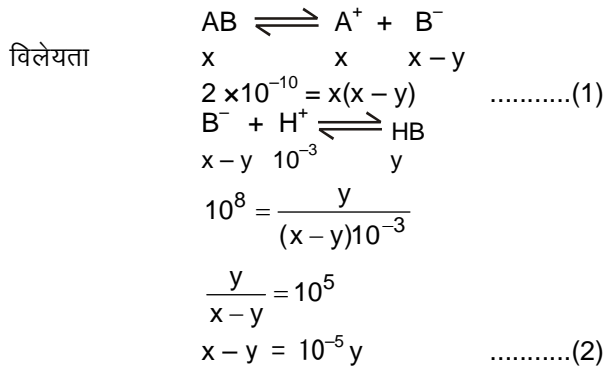 AB ⇌ A⁺ + B⁻
विलेयता x x x – y
2 ×10⁻¹⁰ = x(x – y) ...........(1)
B⁻ + H⁺ ⇌ HB
x – y 10⁻³ y
10⁸ = y / (x – y)10⁻³
y / x – y = 10⁵
x – y = 10⁻⁵ y ...........(2)